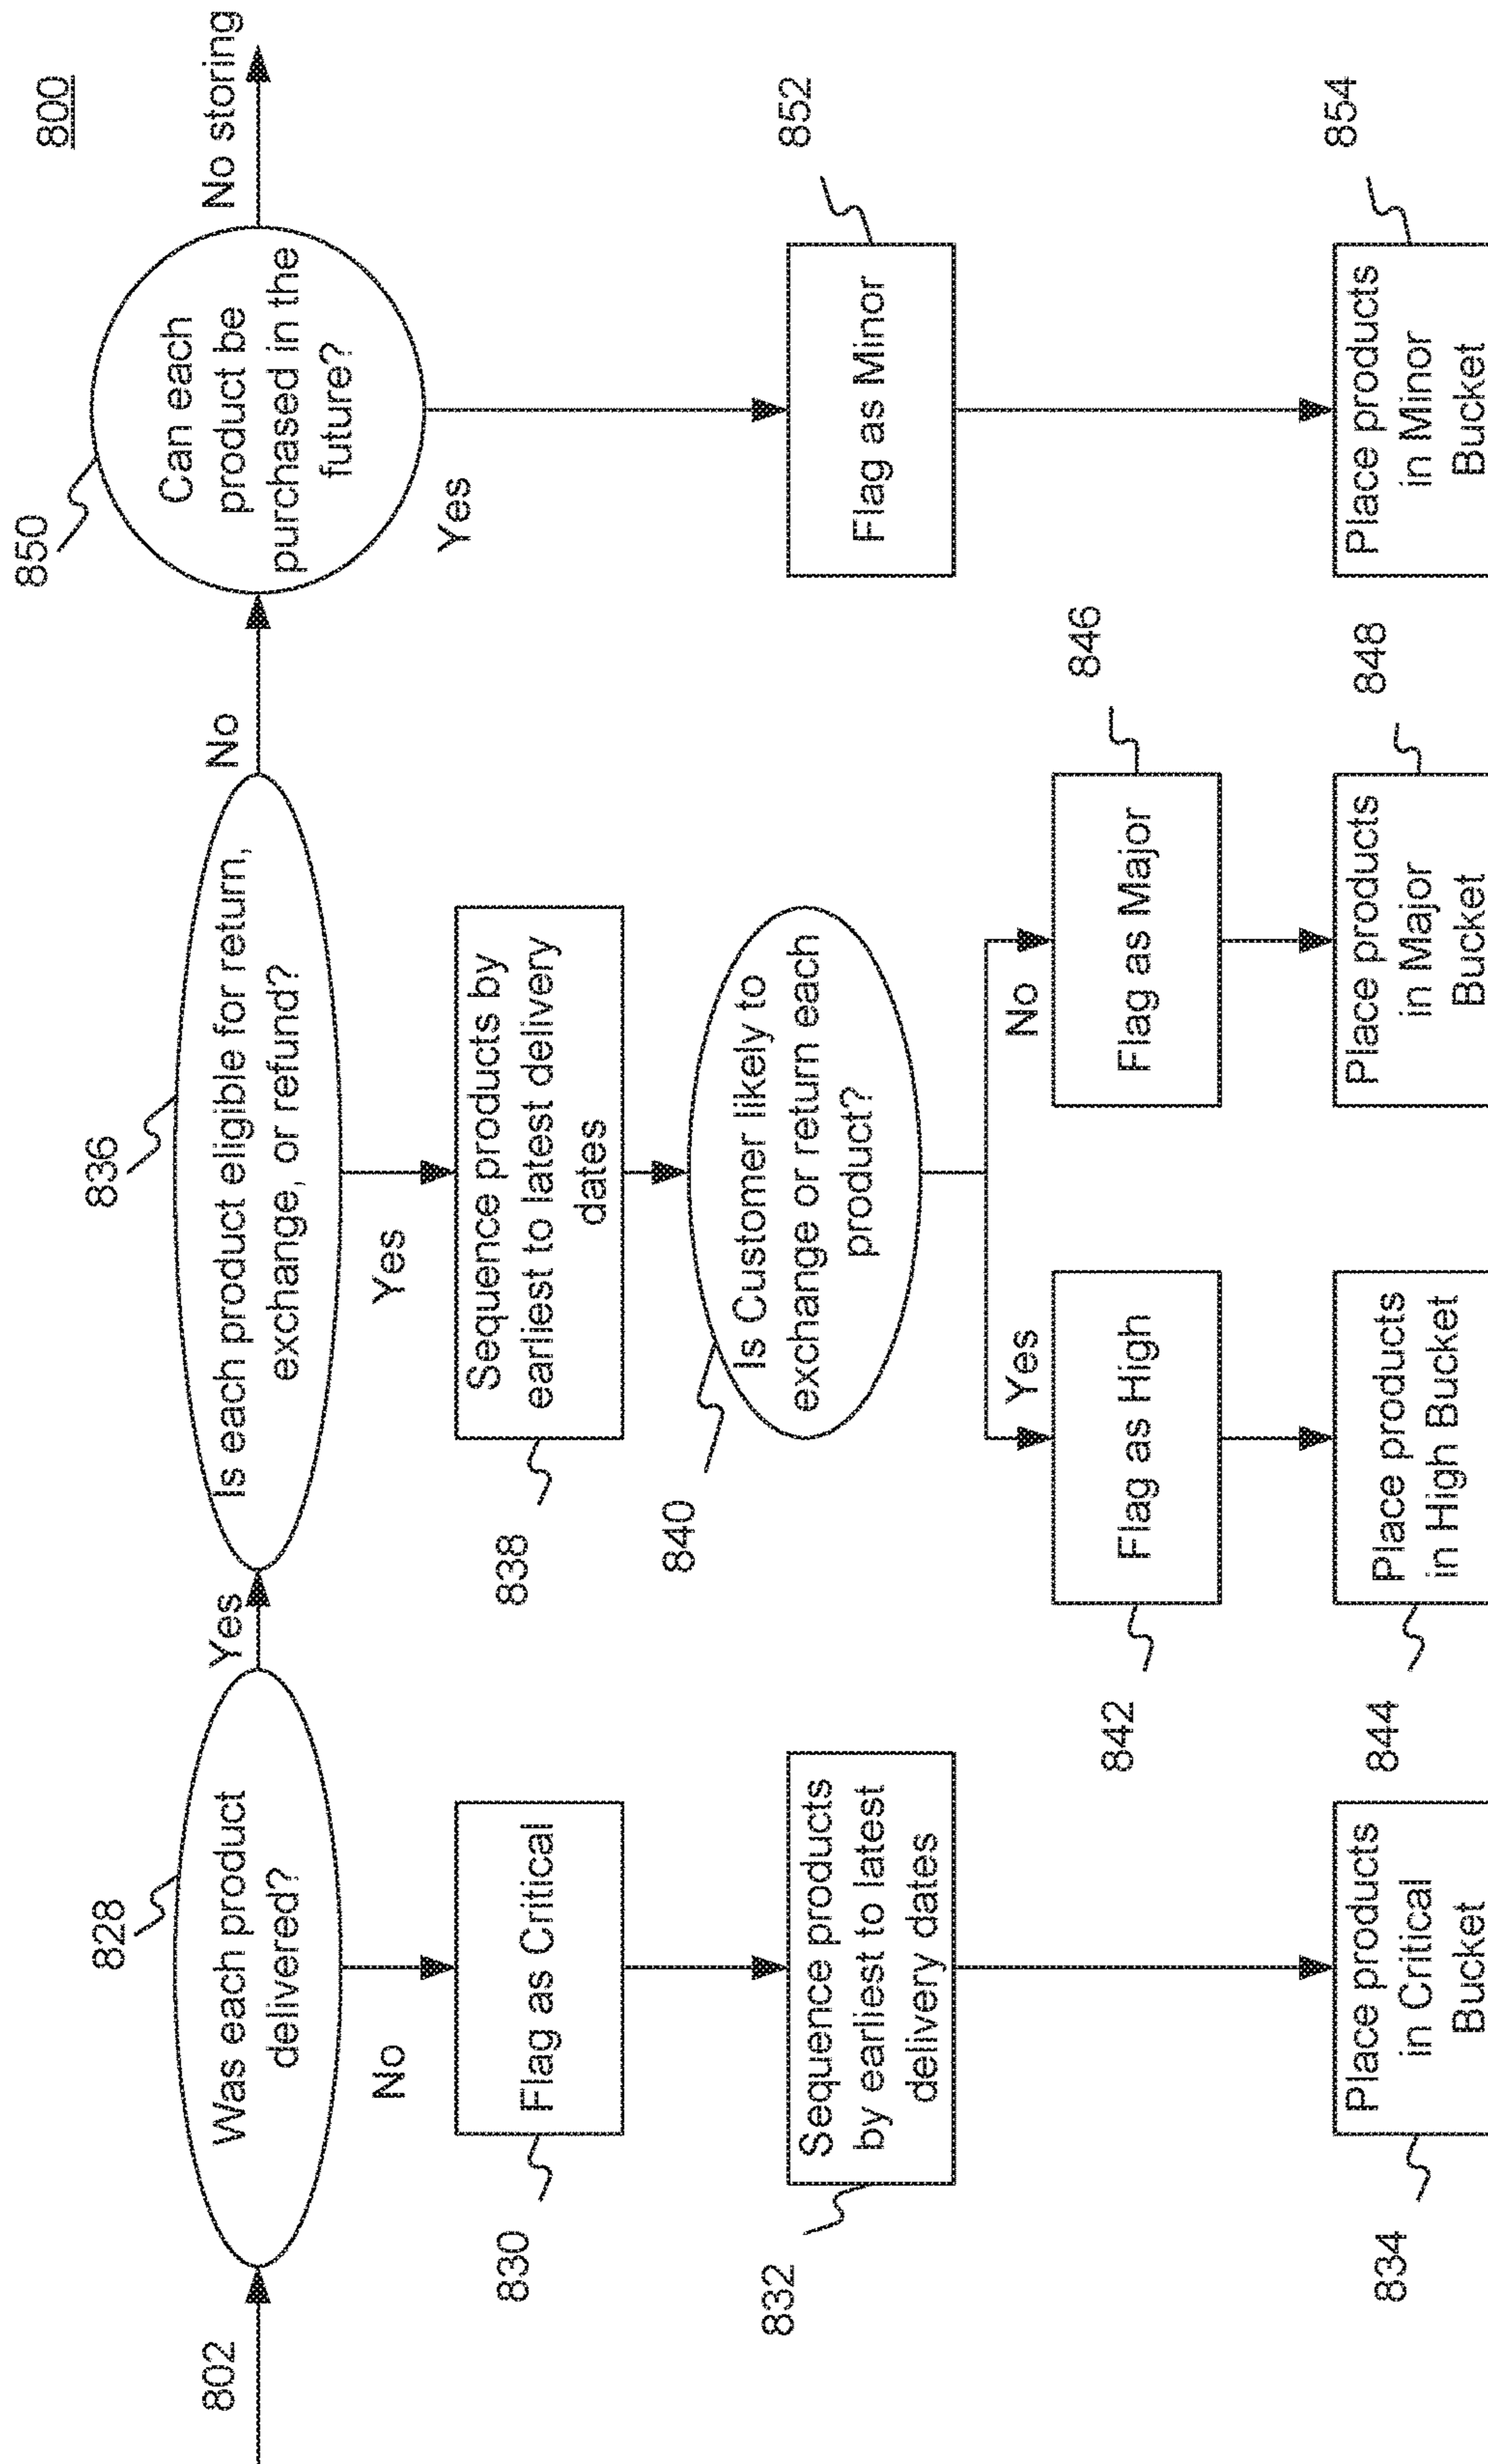 800
802
828
Was each product
delivered?
Yes
No
830
Flag as Critical
832
Sequence products
by earliest to latest
delivery dates
834
Place products
in Critical
Bucket
836
Is each product eligible for return,
exchange, or refund?
No
Yes
838
Sequence products by
earliest to latest delivery
dates
840
Is Customer likely to
exchange or return each
product?
Yes
No
842
Flag as High
844
Place products
in High Bucket
846
Flag as Major
848
Place products
in Major
Bucket
850
Can each
product be
purchased in the
future?
No storing
Yes
852
Flag as Minor
854
Place products
in Minor
Bucket